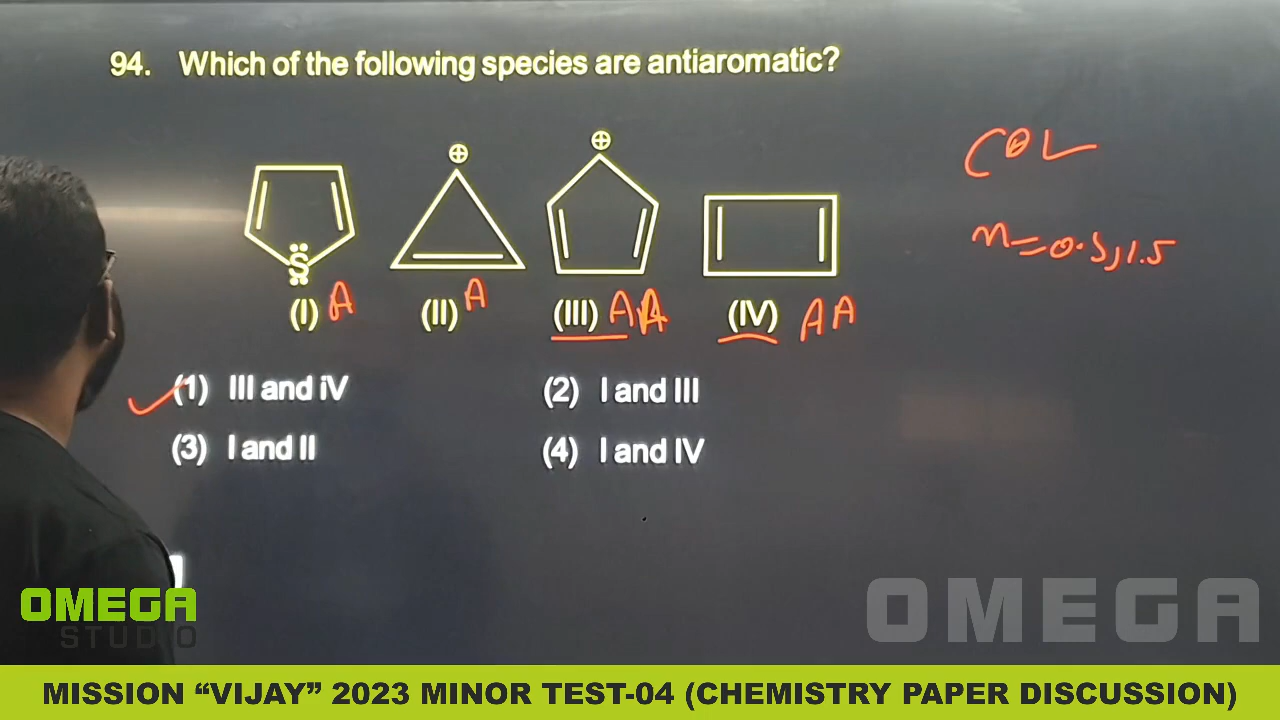 94. Which of the following species are antiaromatic?
⊕
⊕
S
(I) A
(II) A
(III) AA
(IV) AA
n=0.5,1.5
(1) III and iV
(2) I and III
(3) I and II
(4) I and IV
OMEGA
STUDIO
OMEGA
MISSION “VIJAY” 2023 MINOR TEST-04 (CHEMISTRY PAPER DISCUSSION)